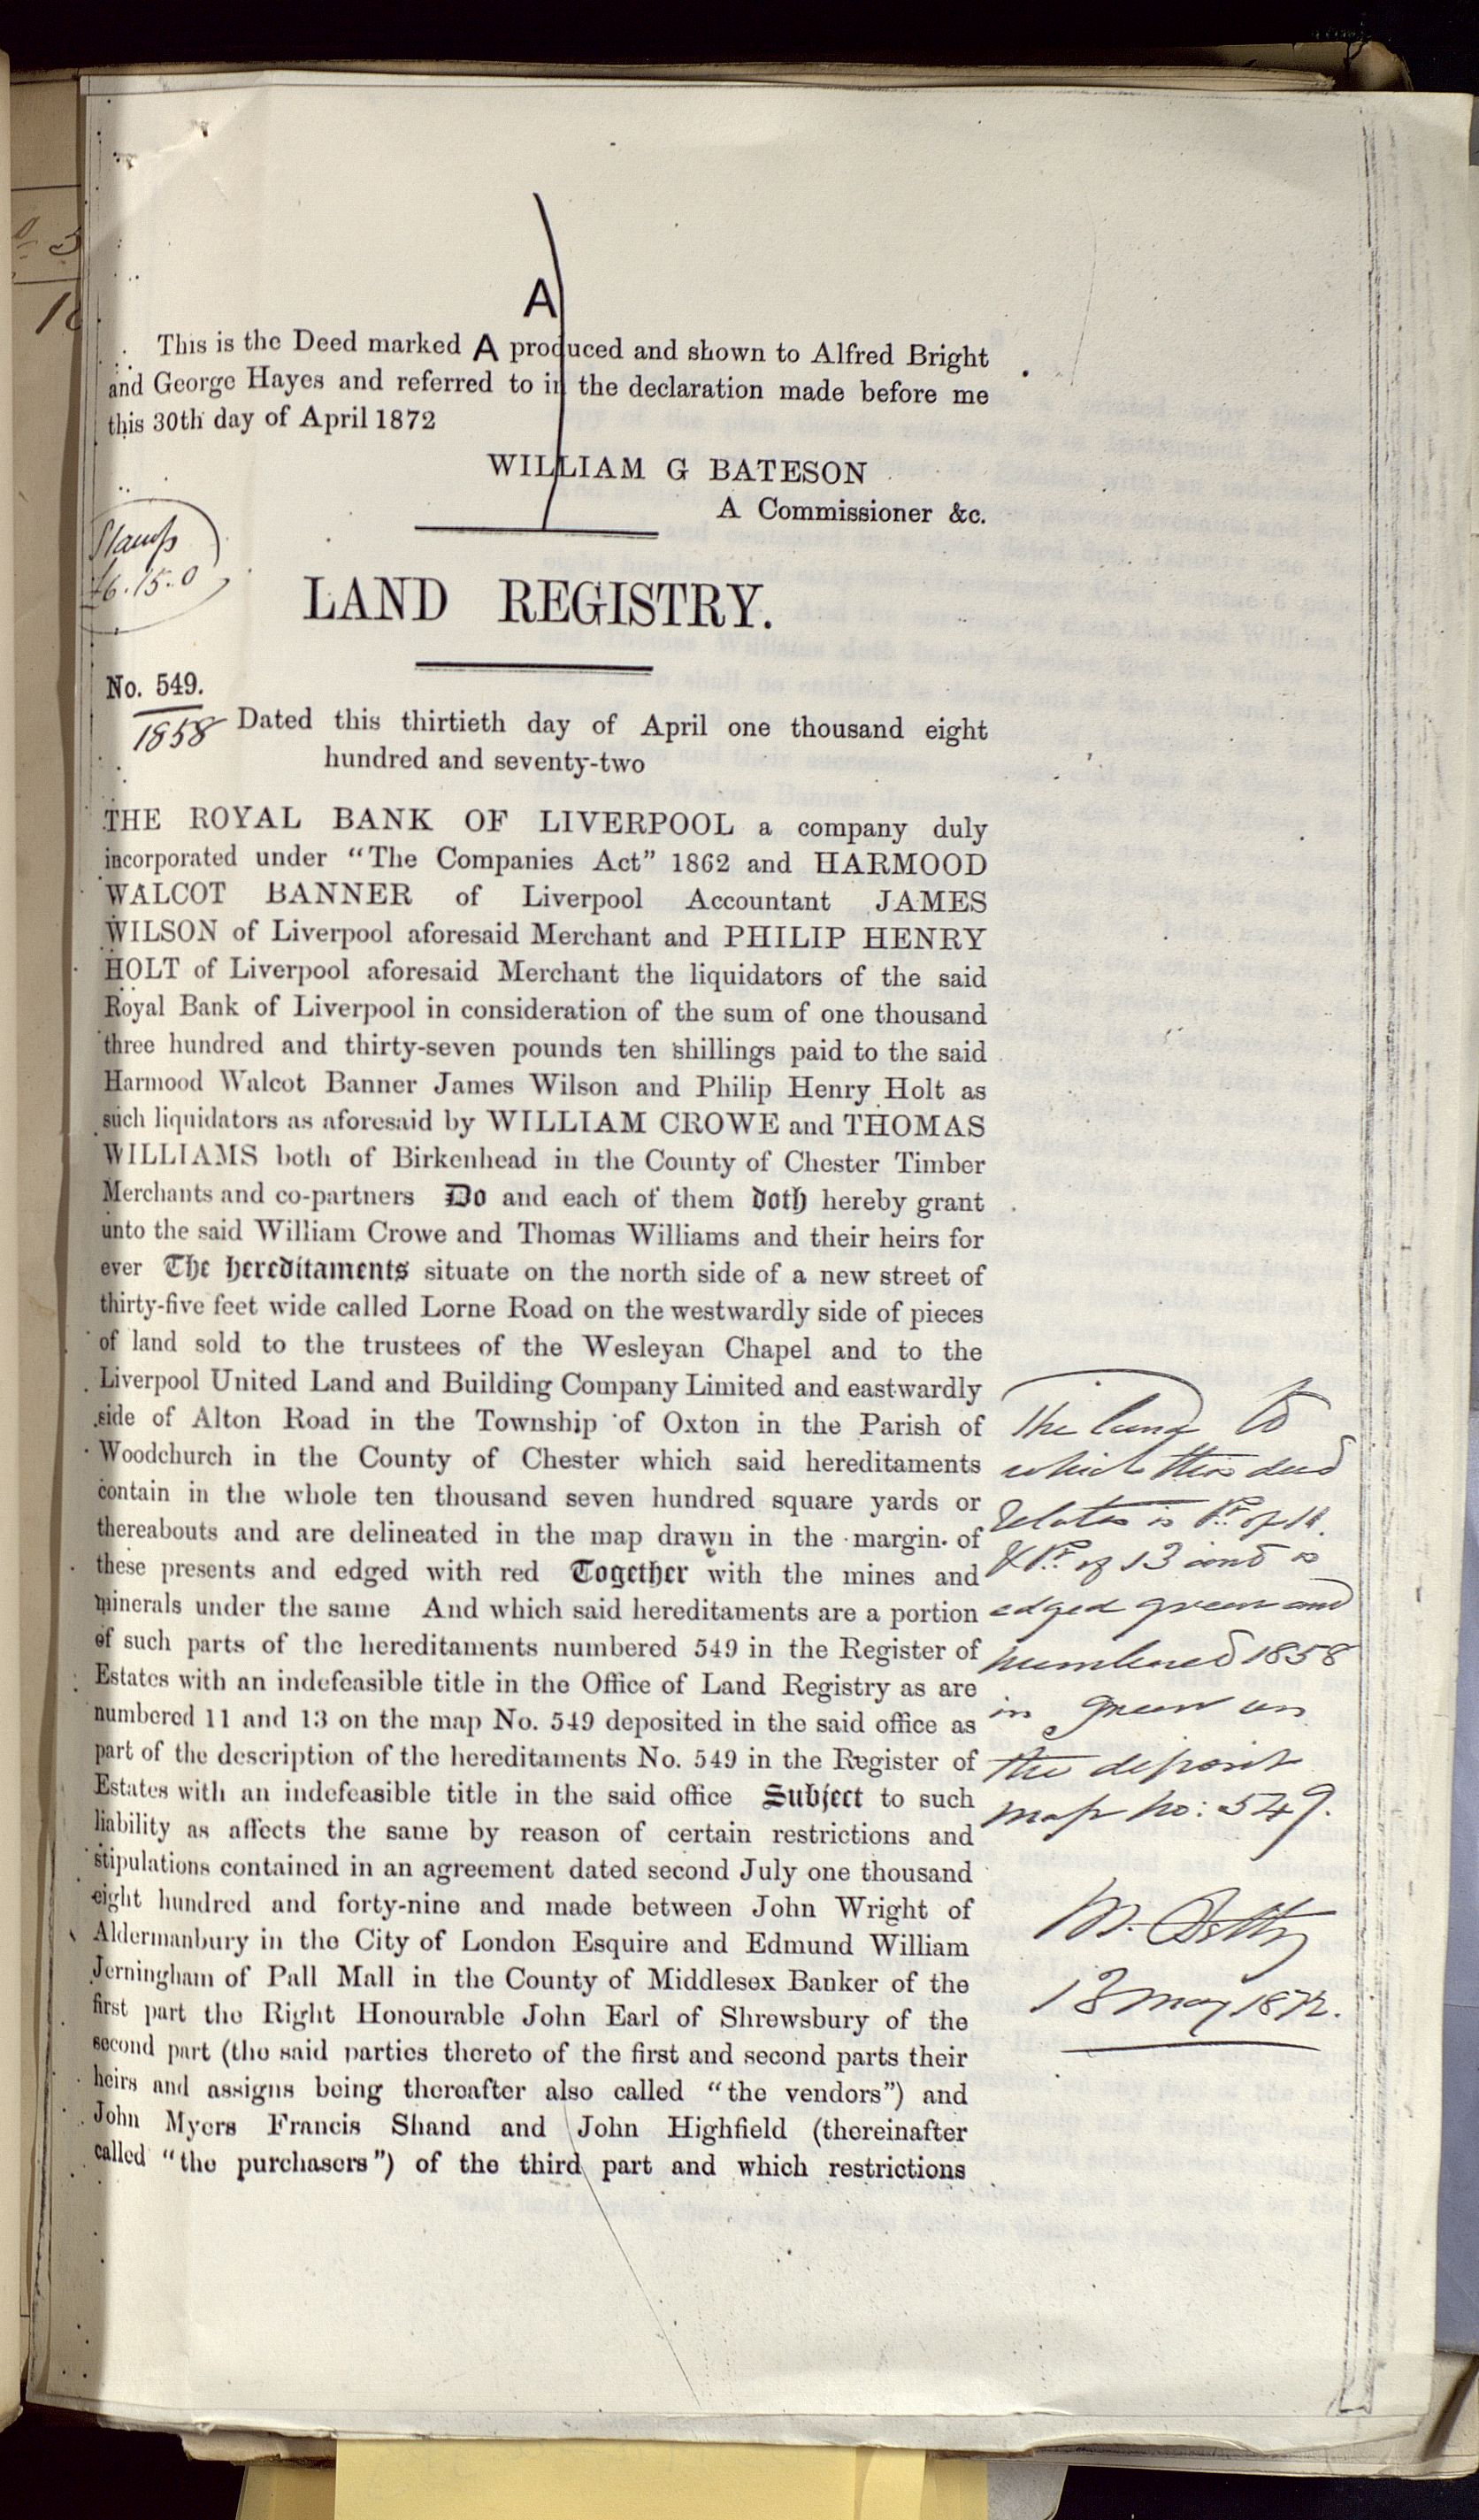 A
This is the Deed marked A produced and shown to Alfred Bright
and George Hayes and referred to in the declaration made before me
this 30th day of April 1872
WILLIAM G BATESON
A Commissioner &c.
Stamp
£6.15.0
LAND REGISTRY.
No. 549.
1858
Dated this thirtieth day of April one thousand eight
hundred and seventy-two
THE ROYAL BANK OF LIVERPOOL a company duly
incorporated under "The Companies Act" 1862 and HARMOOD
WALCOT BANNER of Liverpool Accountant JAMES
WILSON of Liverpool aforesaid Merchant and PHILIP HENRY
HOLT of Liverpool aforesaid Merchant the liquidators of the said
Royal Bank of Liverpool in consideration of the sum of one thousand
three hundred and thirty-seven pounds ten shillings paid to the said
Harmood Walcot Banner James Wilson and Philip Henry Holt as
such liquidators as aforesaid by WILLIAM CROWE and THOMAS
WILLIAMS both of Birkenhead in the County of Chester Timber
Merchants and co-partners Do and each of them doth hereby grant
unto the said William Crowe and Thomas Williams and their heirs for
ever The hereditaments situate on the north side of a new street of
thirty-five feet wide called Lorne Road on the westwardly side of pieces
of land sold to the trustees of the Wesleyan Chapel and to the
Liverpool United Land and Building Company Limited and eastwardly
side of Alton Road in the Township of Oxton in the Parish of
Woodchurch in the County of Chester which said hereditaments
contain in the whole ten thousand seven hundred square yards or
thereabouts and are delineated in the map drawn in the margin of
these presents and edged with red Together with the mines and
minerals under the same And which said hereditaments are a portion
of such parts of the hereditaments numbered 549 in the Register of
Estates with an indefeasible title in the Office of Land Registry as are
numbered 11 and 13 on the map No. 549 deposited in the said office as
part of the description of the hereditaments No. 549 in the Register of
Estates with an indefeasible title in the said office Subject to such
liability as affects the same by reason of certain restrictions and
stipulations contained in an agreement dated second July one thousand
eight hundred and forty-nine and made between John Wright of
Aldermanbury in the City of London Esquire and Edmund William
Jerningham of Pall Mall in the County of Middlesex Banker of the
first part the Right Honourable John Earl of Shrewsbury of the
second part (the said parties thereto of the first and second parts their
heirs and assigns being thereafter also called "the vendors") and
John Myers Francis Shand and John Highfield (thereinafter
called "the purchasers") of the third part and which restrictions
The land to
which this deed
relates is Pt. of 11.
& Pt. of 13 and is
edged green and
numbered 1858
in green on
the deposit
map No: 549.
13 May 1872.